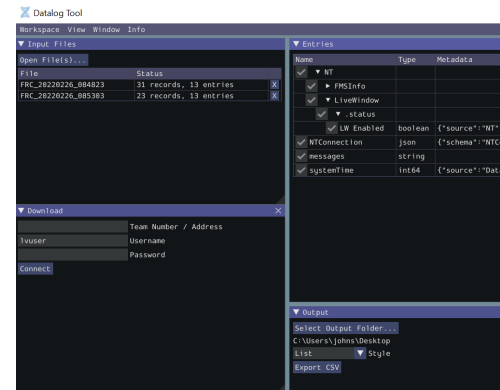 Datalog Tool
Workspace View Window Info
Input Files
Open File(s)...
File Status
FRC_20220226_084823 31 records, 13 entries X
FRC_20220226_085303 23 records, 13 entries X
Download
Team Number / Address
lvuser Username
Password
Connect
Entries
Name Type Metadata
NT
FMSInfo
LiveWindow
.status
LW Enabled boolean {"source":"NT"
NTConnection json {"schema":"NTC
messages string
systemTime int64 {"source":"Dat
Output
Select Output Folder...
C:\Users\johns\Desktop
List Style
Export CSV